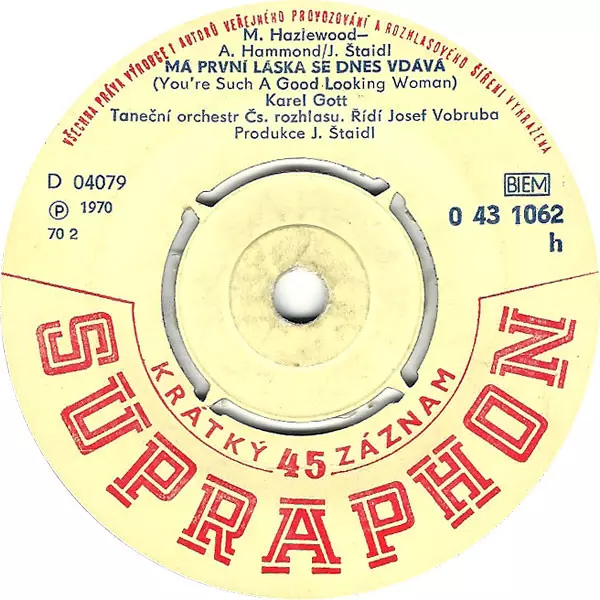 VŠECHNA PRÁVA VÝROBCE I AUTORŮ VEŘEJNÉHO PROVOZOVÁNÍ A ROZHLASOVÉHO ŠÍŘENÍ VYHRAŽENA
M. Hazlewood–
A. Hammond/J. Štaidl
MÁ PRVNÍ LÁSKA SE DNES VDÁVÁ
(You're Such A Good Looking Woman)
Karel Gott
Taneční orchestr Čs. rozhlasu. Řídí Josef Vobruba
Produkce J. Štaidl
D 04079
Ⓟ 1970
70 2
BIEM
0 43 1062
h
KRÁTKÝ 45 ZÁZNAM
SUPRAPHON